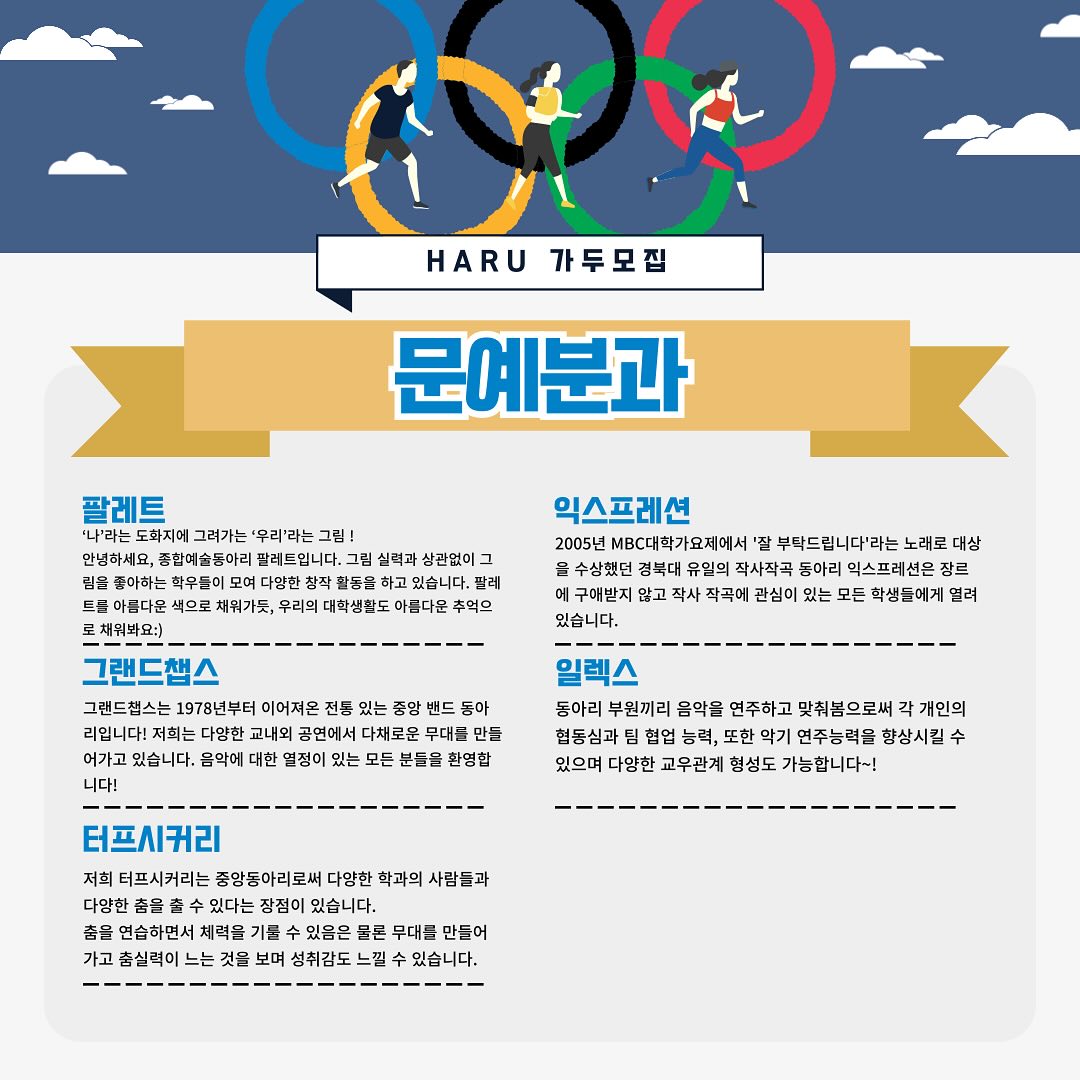 HARU 가두모집
문예분과
팔레트
‘나’라는 도화지에 그려가는 ‘우리’라는 그림 !
안녕하세요, 종합예술동아리 팔레트입니다. 그림 실력과 상관없이 그
림을 좋아하는 학우들이 모여 다양한 창작 활동을 하고 있습니다. 팔레
트를 아름다운 색으로 채워가듯, 우리의 대학생활도 아름다운 추억으
로 채워봐요:)
그랜드챕스
그랜드챕스는 1978년부터 이어져온 전통 있는 중앙 밴드 동아
리입니다! 저희는 다양한 교내외 공연에서 다채로운 무대를 만들
어가고 있습니다. 음악에 대한 열정이 있는 모든 분들을 환영합
니다!
터프시커리
저희 터프시커리는 중앙동아리로써 다양한 학과의 사람들과
다양한 춤을 출 수 있다는 장점이 있습니다.
춤을 연습하면서 체력을 기룰 수 있음은 물론 무대를 만들어
가고 춤실력이 느는 것을 보며 성취감도 느낄 수 있습니다.
익스프레션
2005년 MBC대학가요제에서 '잘 부탁드립니다'라는 노래로 대상
을 수상했던 경북대 유일의 작사작곡 동아리 익스프레션은 장르
에 구애받지 않고 작사 작곡에 관심이 있는 모든 학생들에게 열려
있습니다.
일렉스
동아리 부원끼리 음악을 연주하고 맞춰봄으로써 각 개인의
협동심과 팀 협업 능력, 또한 악기 연주능력을 향상시킬 수
있으며 다양한 교우관계 형성도 가능합니다~!